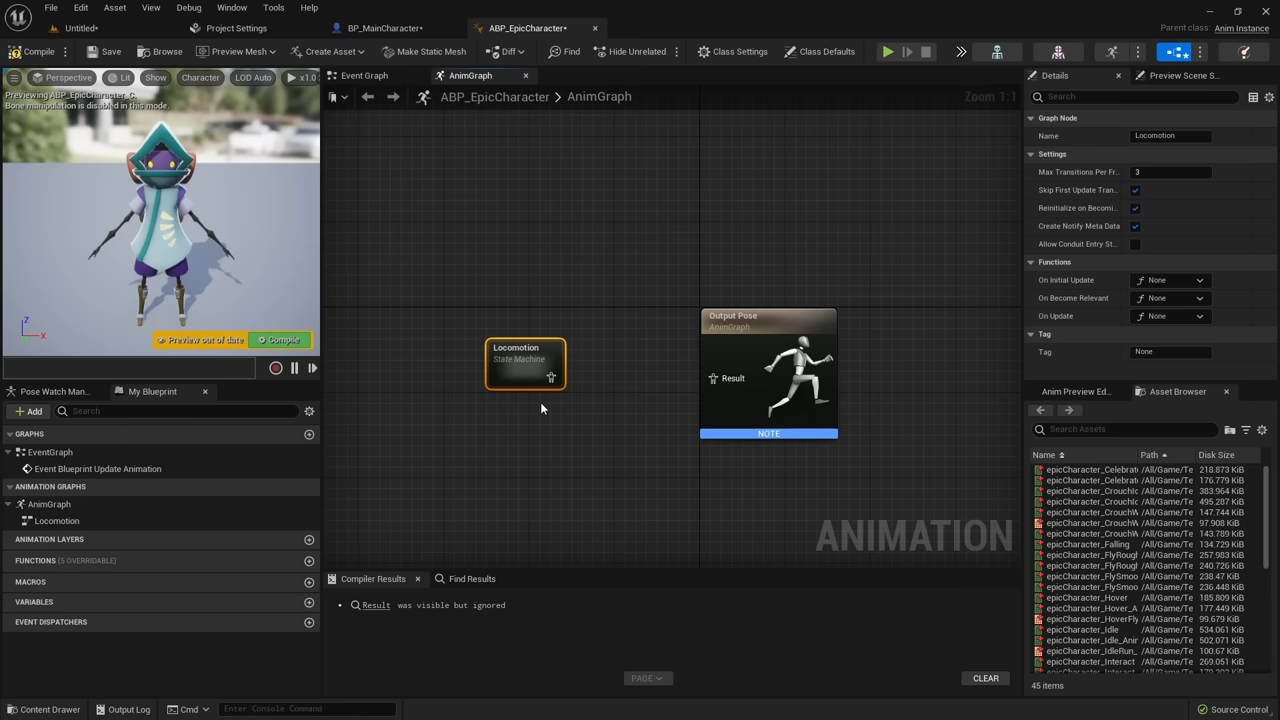 File Edit Asset View Debug Window Tools Help
Untitled* Project Settings BP_MainCharacter* ABP_EpicCharacter* Parent class: Anim Instance
Compile Save Browse Preview Mesh Create Asset Make Static Mesh Diff Find Hide Unrelated Class Settings Class Defaults
Perspective Lit Show Character LOD Auto x1.0
Previewing ABP_EpicCharacter_C.
Bone manipulation is disabled in this mode.
Z
X
Preview out of date Compile
Pose Watch Man... My Blueprint
Add Search
GRAPHS
EventGraph
Event Blueprint Update Animation
ANIMATION GRAPHS
AnimGraph
Locomotion
ANIMATION LAYERS
FUNCTIONS (5 OVERRIDABLE)
MACROS
VARIABLES
EVENT DISPATCHERS
Event Graph AnimGraph
ABP_EpicCharacter > AnimGraph Zoom 1:1
Locomotion
State Machine
Output Pose
AnimGraph
Result
NOTE
ANIMATION
Compiler Results Find Results
• Result was visible but ignored
PAGE CLEAR
Details Preview Scene S...
Search
Graph Node
Name Locomotion
Settings
Max Transitions Per Fr... 3
Skip First Update Tran...
Reinitialize on Becomi...
Create Notify Meta Data
Allow Conduit Entry St...
Functions
On Initial Update None
On Become Relevant None
On Update None
Tag
Tag None
Anim Preview Ed... Asset Browser
Search Assets
Name Path Disk Size
epicCharacter_Celebrat /All/Game/Te 218.873 KiB
epicCharacter_Celebrat /All/Game/Te 176.779 KiB
epicCharacter_CrouchIc /All/Game/Te 383.964 KiB
epicCharacter_CrouchIc /All/Game/Te 495.287 KiB
epicCharacter_CrouchW /All/Game/Te 147.744 KiB
epicCharacter_CrouchW /All/Game/Te 97.908 KiB
epicCharacter_CrouchW /All/Game/Te 143.789 KiB
epicCharacter_Falling /All/Game/Te 134.729 KiB
epicCharacter_FlyRough /All/Game/Te 257.983 KiB
epicCharacter_FlyRough /All/Game/Te 240.726 KiB
epicCharacter_FlySmoo /All/Game/Te 238.47 KiB
epicCharacter_FlySmoo /All/Game/Te 236.448 KiB
epicCharacter_Hover /All/Game/Te 185.809 KiB
epicCharacter_Hover_A /All/Game/Te 177.449 KiB
epicCharacter_HoverFly /All/Game/Te 99.679 KiB
epicCharacter_Idle /All/Game/Te 534.061 KiB
epicCharacter_Idle_Anir /All/Game/Te 502.071 KiB
epicCharacter_IdleRun_ /All/Game/Te 100.67 KiB
epicCharacter_Interact /All/Game/Te 269.051 KiB
45 items
Content Drawer Output Log Cmd Enter Console Command Source Control